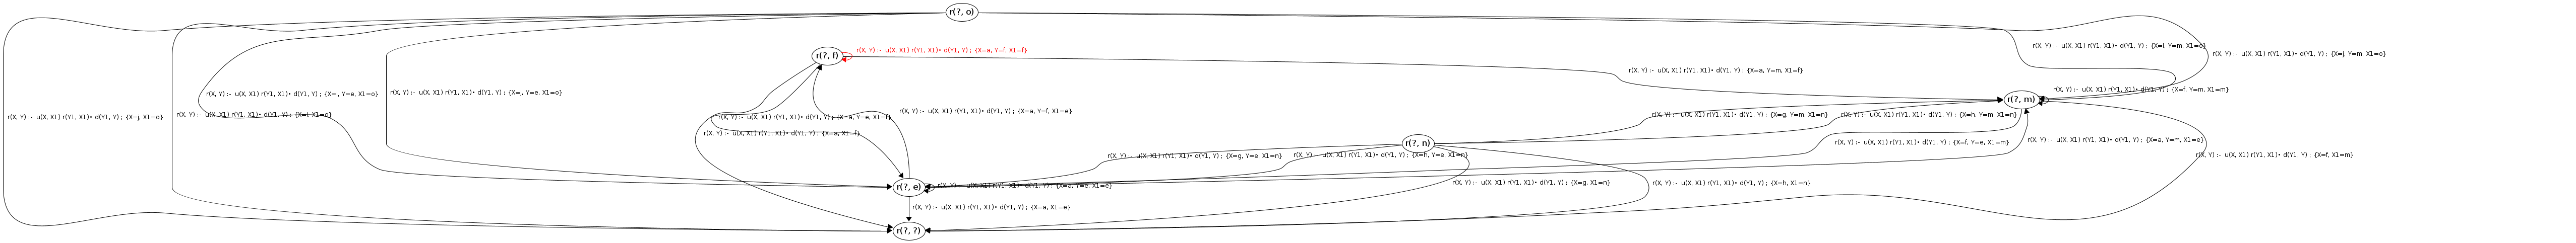 r(?, o)
r(X, Y) :- u(X, X1) r(Y1, X1)• d(Y1, Y) ; {X=i, Y=m, X1=o}
r(X, Y) :- u(X, X1) r(Y1, X1)• d(Y1, Y) ; {X=a, Y=f, X1=f}
r(X, Y) :- u(X, X1) r(Y1, X1)• d(Y1, Y) ; {X=j, Y=m, X1=o}
r(?, f)
r(X, Y) :- u(X, X1) r(Y1, X1)• d(Y1, Y) ; {X=a, Y=m, X1=f}
r(X, Y) :- u(X, X1) r(Y1, X1)• d(Y1, Y) ; {X=f, Y=m, X1=m}
r(X, Y) :- u(X, X1) r(Y1, X1)• d(Y1, Y) ; {X=i, Y=e, X1=o}
r(X, Y) :- u(X, X1) r(Y1, X1)• d(Y1, Y) ; {X=j, Y=e, X1=o}
r(?, m)
r(X, Y) :- u(X, X1) r(Y1, X1)• d(Y1, Y) ; {X=a, Y=f, X1=e}
r(X, Y) :- u(X, X1) r(Y1, X1)• d(Y1, Y) ; {X=j, X1=o}
r(X, Y) :- u(X, X1) r(Y1, X1)• d(Y1, Y) ; {X=i, X1=o}
r(X, Y) :- u(X, X1) r(Y1, X1)• d(Y1, Y) ; {X=a, Y=e, X1=f}
r(X, Y) :- u(X, X1) r(Y1, X1)• d(Y1, Y) ; {X=g, Y=m, X1=n}
r(X, Y) :- u(X, X1) r(Y1, X1)• d(Y1, Y) ; {X=h, Y=m, X1=n}
r(X, Y) :- u(X, X1) r(Y1, X1)• d(Y1, Y) ; {X=a, X1=f}
r(?, n)
r(X, Y) :- u(X, X1) r(Y1, X1)• d(Y1, Y) ; {X=f, Y=e, X1=m}
r(X, Y) :- u(X, X1) r(Y1, X1)• d(Y1, Y) ; {X=a, Y=m, X1=e}
r(X, Y) :- u(X, X1) r(Y1, X1)• d(Y1, Y) ; {X=g, Y=e, X1=n}
r(X, Y) :- u(X, X1) r(Y1, X1)• d(Y1, Y) ; {X=h, Y=e, X1=n}
r(X, Y) :- u(X, X1) r(Y1, X1)• d(Y1, Y) ; {X=f, X1=m}
r(?, e)
r(X, Y) :- u(X, X1) r(Y1, X1)• d(Y1, Y) ; {X=a, Y=e, X1=e}
r(X, Y) :- u(X, X1) r(Y1, X1)• d(Y1, Y) ; {X=g, X1=n}
r(X, Y) :- u(X, X1) r(Y1, X1)• d(Y1, Y) ; {X=h, X1=n}
r(X, Y) :- u(X, X1) r(Y1, X1)• d(Y1, Y) ; {X=a, X1=e}
r(?, ?)